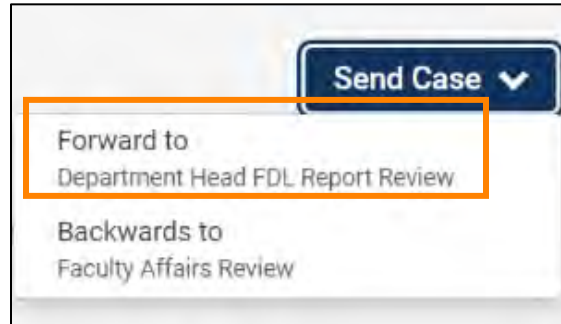 Send Case
Forward to
Department Head FDL Report Review
Backwards to
Faculty Affairs Review